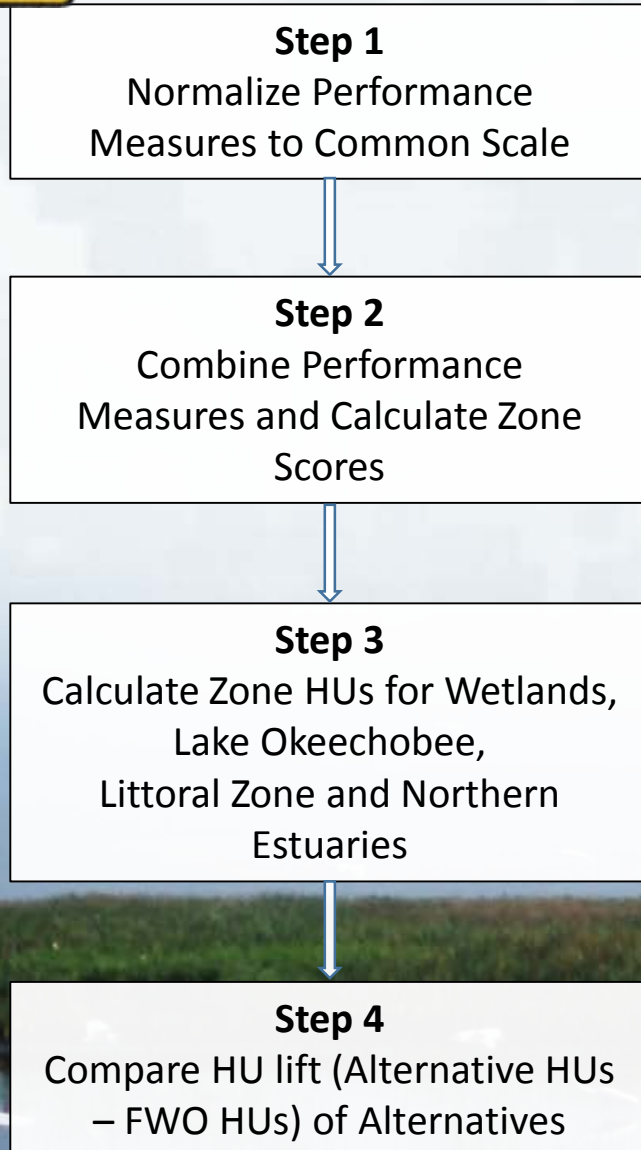 Step 1
Normalize Performance
Measures to Common Scale
Step 2
Combine Performance
Measures and Calculate Zone
Scores
Step 3
Calculate Zone HUs for Wetlands,
Lake Okeechobee,
Littoral Zone and Northern
Estuaries
Step 4
Compare HU lift (Alternative HUs
– FWO HUs) of Alternatives